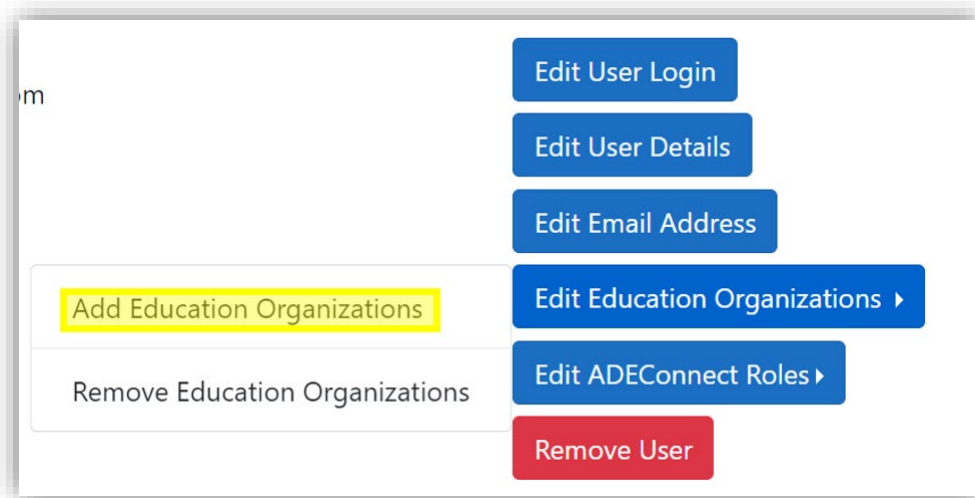 Edit User Login
om
Edit User Details
Edit Email Address
Add Education Organizations
Edit Education Organizations
Remove Education Organizations
Edit ADEConnect Roles
Remove User